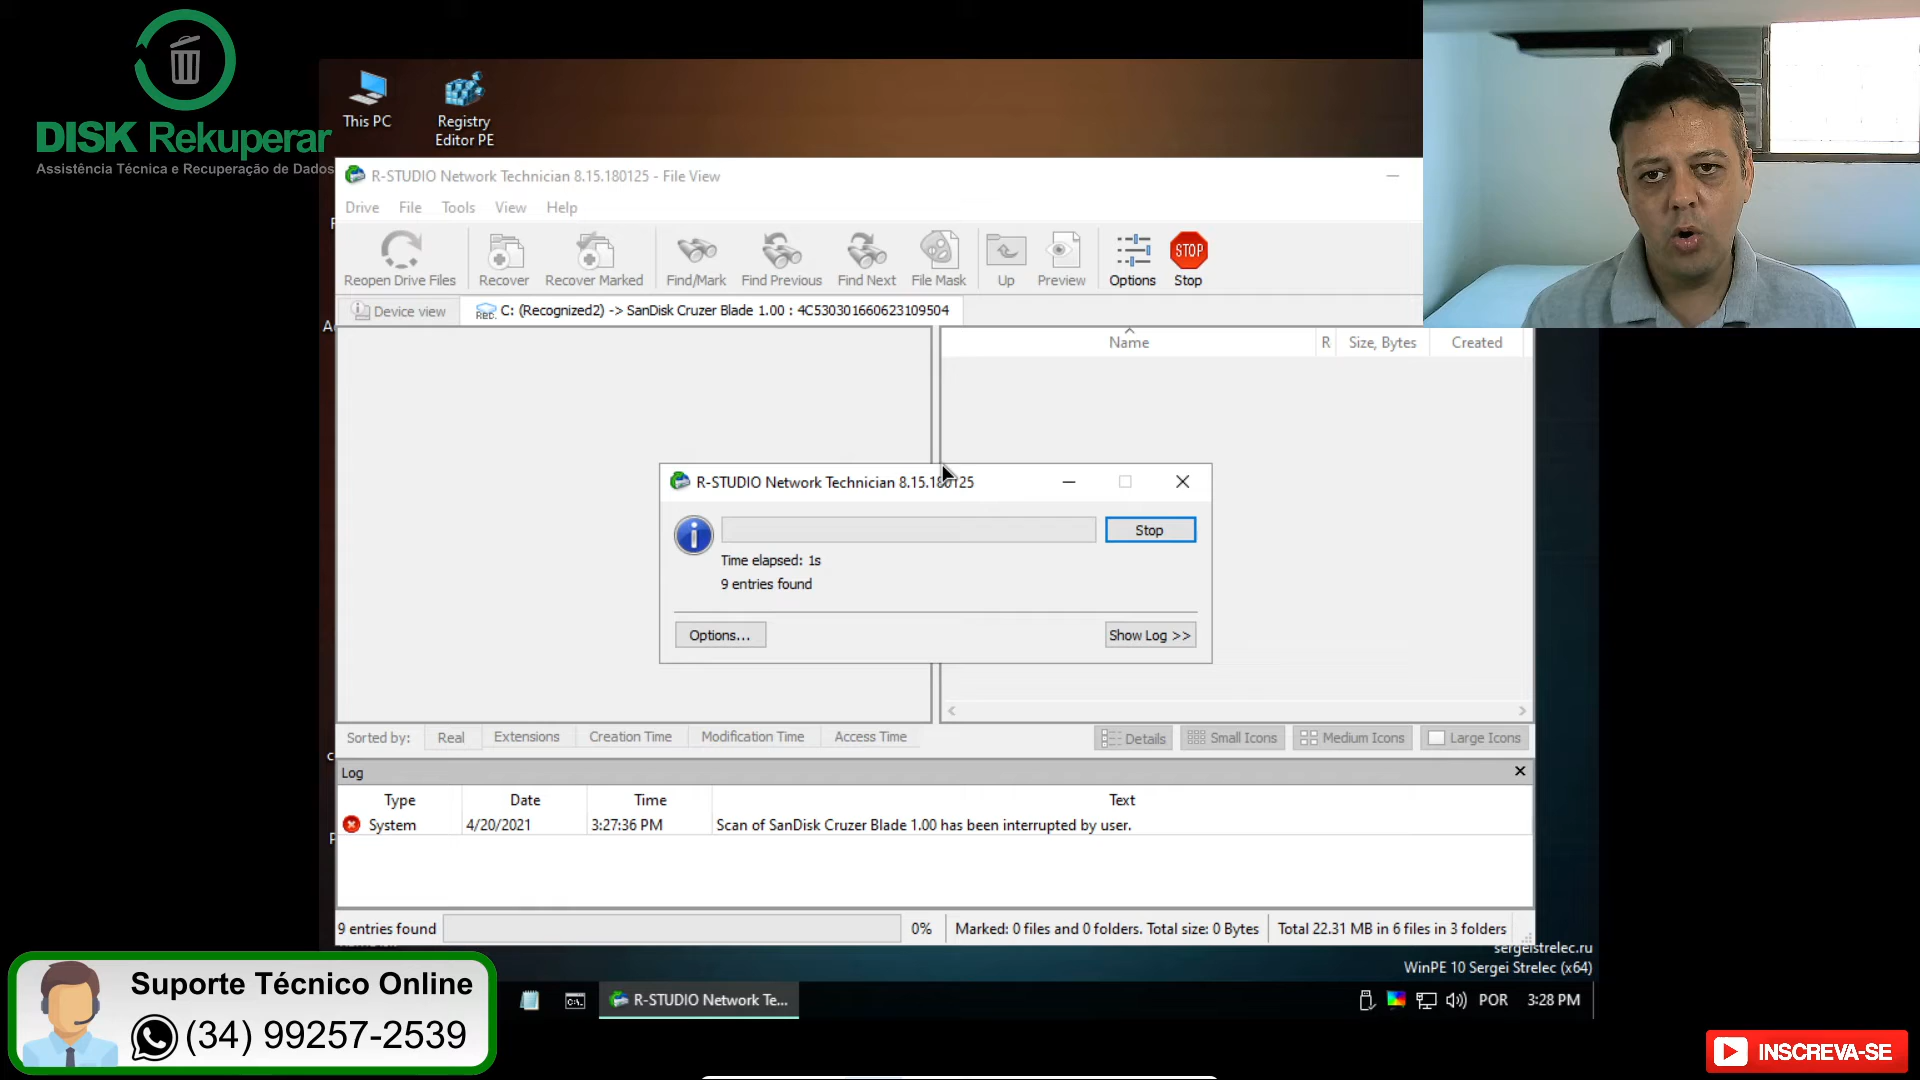 DISK Rekuperar
Assistência Técnica e Recuperação de Dados
This PC
Registry
Editor PE
R-STUDIO Network Technician 8.15.180125 - File View
Drive File Tools View Help
STOP
Reopen Drive Files Recover Recover Marked Find/Mark Find Previous Find Next File Mask Up Preview Options Stop
Device view
REC. C: (Recognized2) -> SanDisk Cruzer Blade 1.00 : 4C530301660623109504
Name R Size, Bytes Created
R-STUDIO Network Technician 8.15.180125
Stop
Time elapsed: 1s
9 entries found
Options... Show Log >>
Sorted by: Real Extensions Creation Time Modification Time Access Time Details Small Icons Medium Icons Large Icons
Log
Type Date Time Text
System 4/20/2021 3:27:36 PM Scan of SanDisk Cruzer Blade 1.00 has been interrupted by user.
9 entries found 0% Marked: 0 files and 0 folders. Total size: 0 Bytes Total 22.31 MB in 6 files in 3 folders
sergeistrelec.ru
WinPE 10 Sergei Strelec (x64)
R-STUDIO Network Te... POR 3:28 PM
Suporte Técnico Online
(34) 99257-2539
INSCREVA-SE